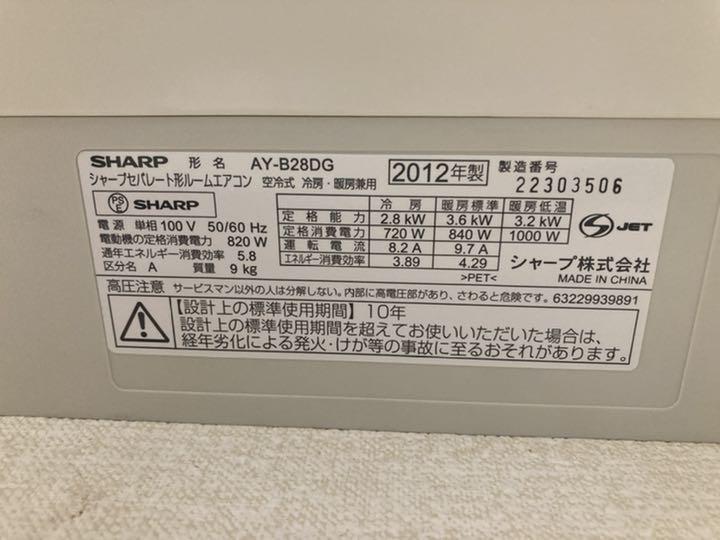 SHARP 形名 AY-B28DG 2012年製 製造番号 22303506
シャープセパレート形ルームエアコン 空冷式 冷房・暖房兼用
PSE SHARP
電源 単相100V 50/60 Hz
電動機の定格消費電力 820 W
通年エネルギー消費効率 5.8
区分名 A 質量 9 kg
冷房 暖房標準 暖房低温
定格能力 2.8 kW 3.6 kW 3.2 kW
定格消費電力 720 W 840 W 1000 W
運転電流 8.2 A 9.7 A
エネルギー消費効率 3.89 4.29
>PET<
S JET
シャープ株式会社
MADE IN CHINA
高圧注意 サービスマン以外の人は分解しない。内部に高電圧部があり、さわると危険です。 63229939891
【設計上の標準使用期間】10年
設計上の標準使用期間を超えてお使いいただいた場合は、
経年劣化による発火・けが等の事故に至るおそれがあります。